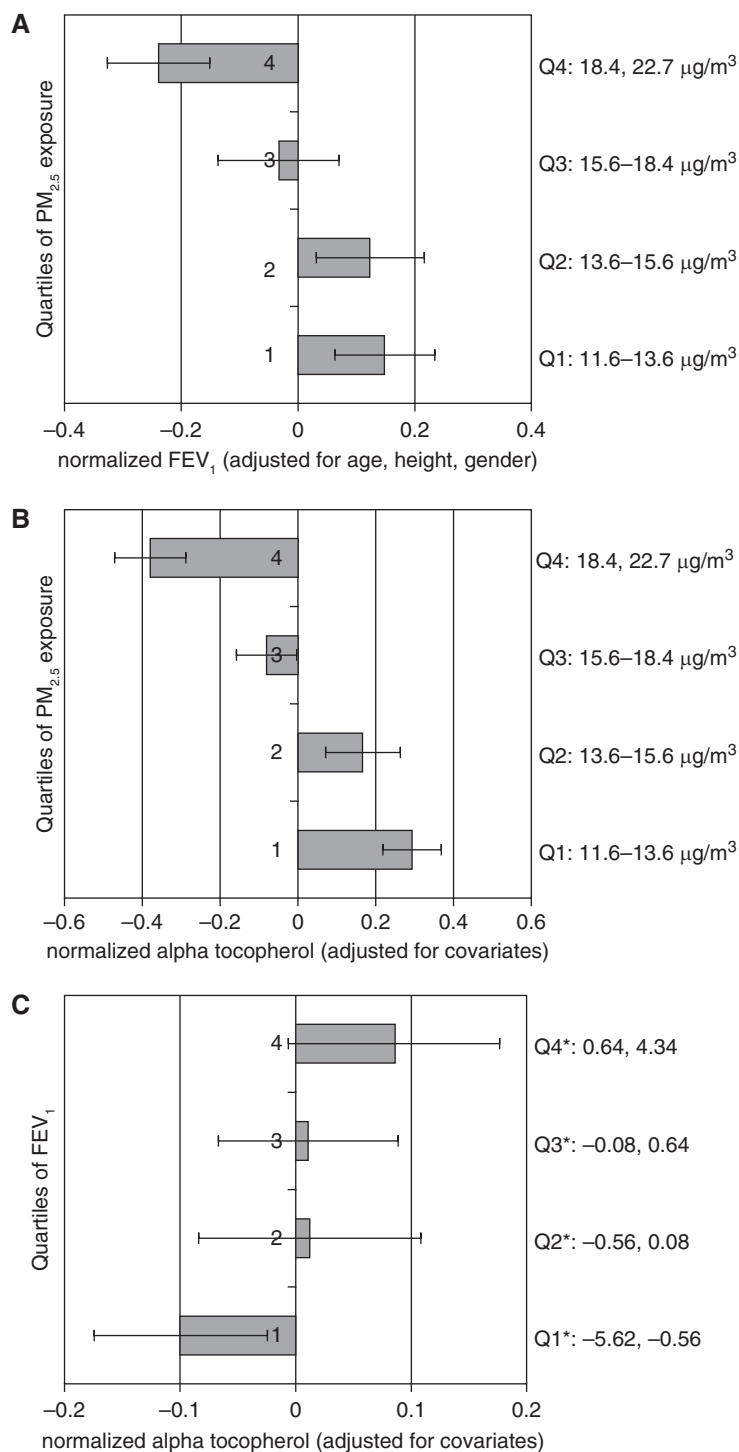 A
Quartiles of PM2.5 exposure
4
3
2
1
Q4: 18.4, 22.7 μg/m3
Q3: 15.6–18.4 μg/m3
Q2: 13.6–15.6 μg/m3
Q1: 11.6–13.6 μg/m3
–0.4 –0.2 0 0.2 0.4
normalized FEV1 (adjusted for age, height, gender)
B
Quartiles of PM2.5 exposure
4
3
2
1
Q4: 18.4, 22.7 μg/m3
Q3: 15.6–18.4 μg/m3
Q2: 13.6–15.6 μg/m3
Q1: 11.6–13.6 μg/m3
–0.6 –0.4 –0.2 0 0.2 0.4 0.6
normalized alpha tocopherol (adjusted for covariates)
C
Quartiles of FEV1
4
3
2
1
Q4*: 0.64, 4.34
Q3*: –0.08, 0.64
Q2*: –0.56, 0.08
Q1*: –5.62, –0.56
–0.2 –0.1 0 0.1 0.2
normalized alpha tocopherol (adjusted for covariates)